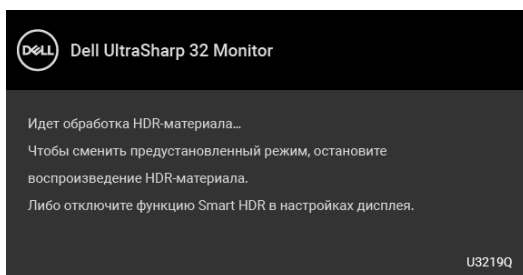 DELL
Dell UltraSharp 32 Monitor
Идет обработка HDR-материала...
Чтобы сменить предустановленный режим, остановите
воспроизведение HDR-материала.
Либо отключите функцию Smart HDR в настройках дисплея.
U3219Q